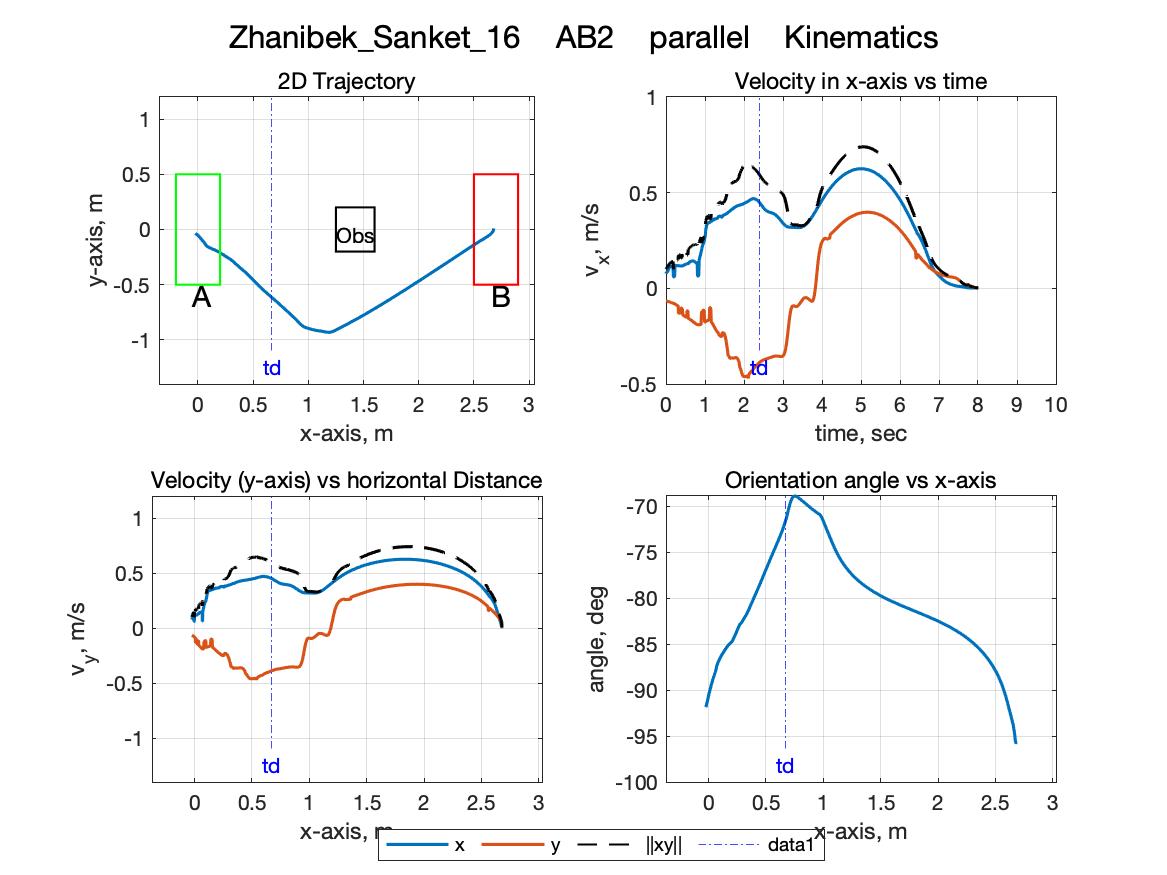 Zhanibek_Sanket_16 AB2 parallel Kinematics
2D Trajectory
1
0.5
0
-0.5
-1
y-axis, m
A
Obs
B
td
0 0.5 1 1.5 2 2.5 3
x-axis, m
Velocity in x-axis vs time
1
0.5
0
-0.5
v_x, m/s
td
0 1 2 3 4 5 6 7 8 9 10
time, sec
Velocity (y-axis) vs horizontal Distance
1
0.5
0
-0.5
-1
v_y, m/s
td
0 0.5 1 1.5 2 2.5 3
x-axis, m
Orientation angle vs x-axis
-70
-75
-80
-85
-90
-95
-100
angle, deg
td
0 0.5 1 1.5 2 2.5 3
x-axis, m
x y ||xy|| data1